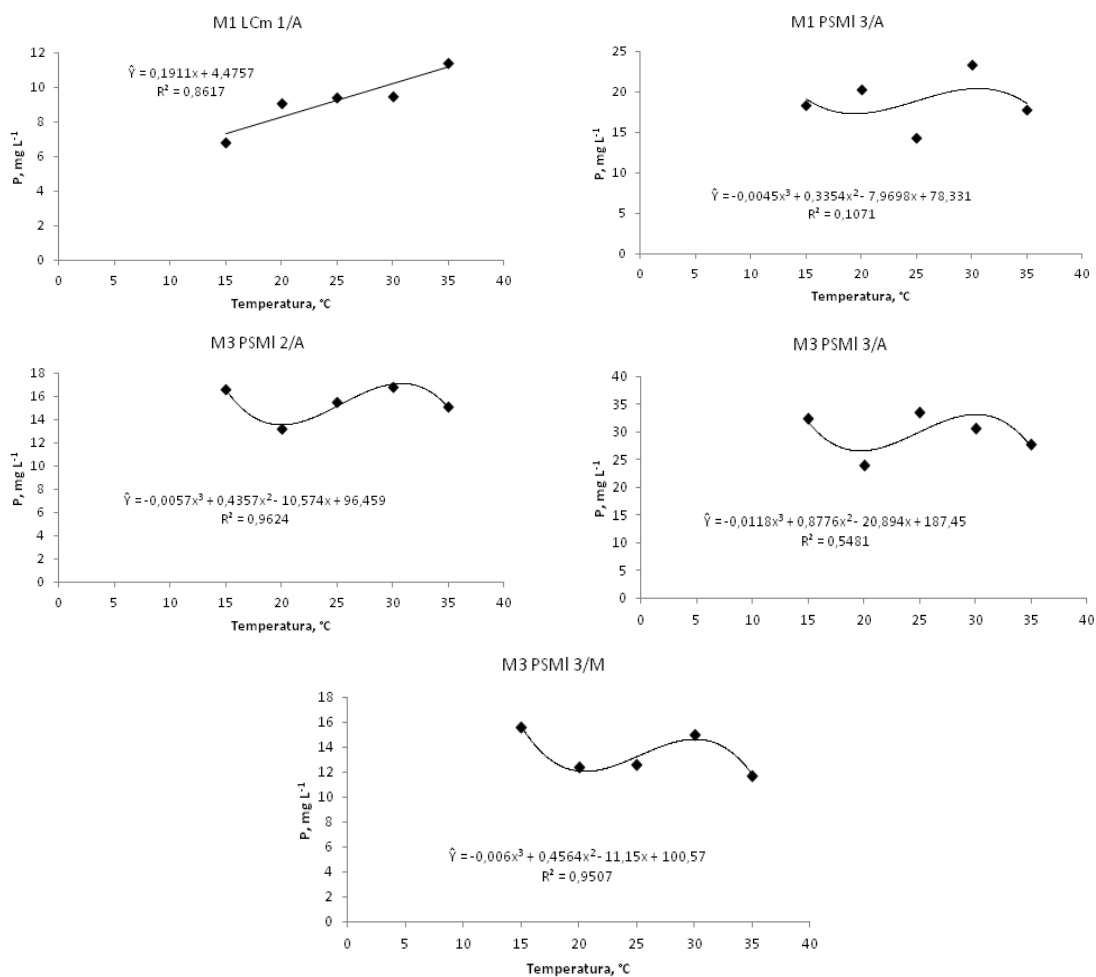 M1 LCm 1/A
Ŷ = 0,1911x + 4,4757
R² = 0,8617
P, mg L⁻¹
12
10
8
6
4
2
0
0 5 10 15 20 25 30 35 40
Temperatura, °C
M1 PSMl 3/A
Ŷ = -0,0045x³ + 0,3354x² - 7,9698x + 78,331
R² = 0,1071
P, mg L⁻¹
25
20
15
10
5
0
0 5 10 15 20 25 30 35 40
Temperatura, °C
M3 PSMl 2/A
Ŷ = -0,0057x³ + 0,4357x² - 10,574x + 96,459
R² = 0,9624
P, mg L⁻¹
18
16
14
12
10
8
6
4
2
0
0 5 10 15 20 25 30 35 40
Temperatura, °C
M3 PSMl 3/A
Ŷ = -0,0118x³ + 0,8776x² - 20,894x + 187,45
R² = 0,5481
P, mg L⁻¹
40
35
30
25
20
15
10
5
0
0 5 10 15 20 25 30 35 40
Temperatura, °C
M3 PSMl 3/M
Ŷ = -0,006x³ + 0,4564x² - 11,15x + 100,57
R² = 0,9507
P, mg L⁻¹
18
16
14
12
10
8
6
4
2
0
0 5 10 15 20 25 30 35 40
Temperatura, °C